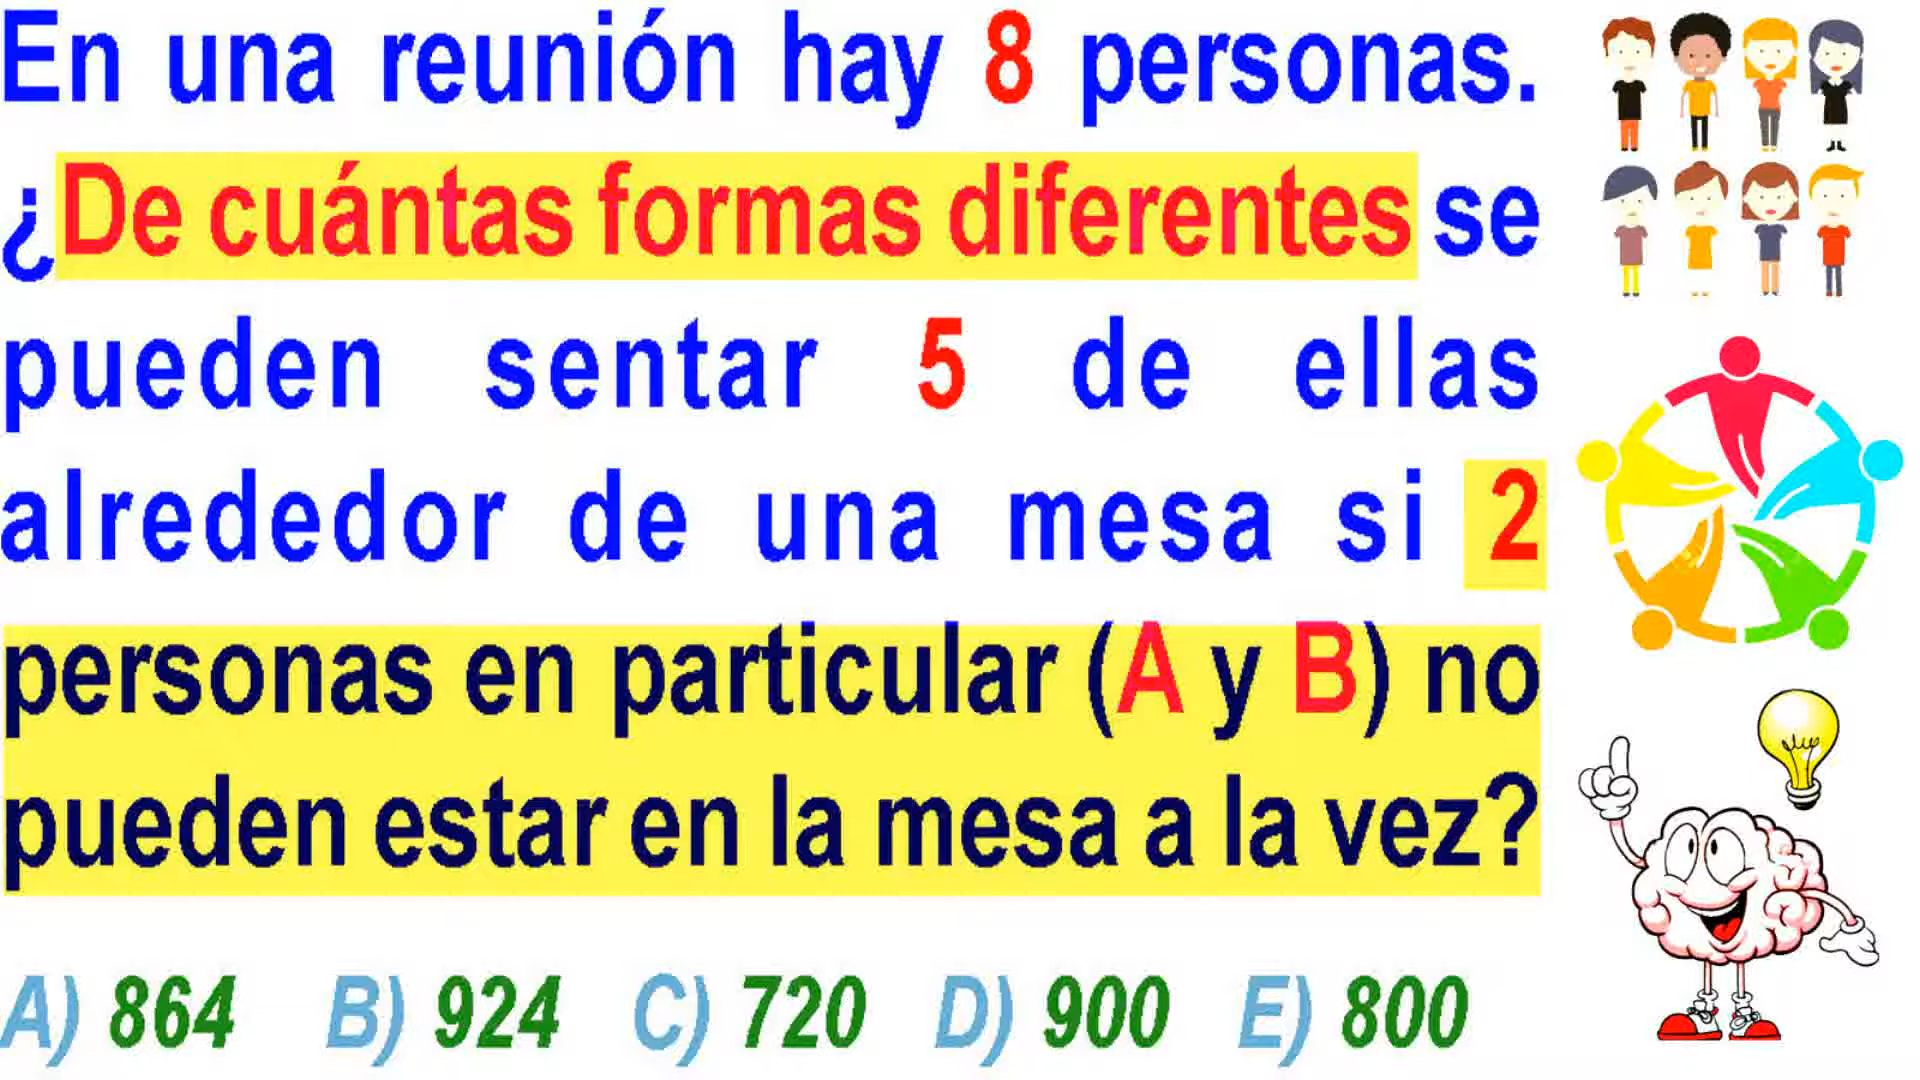 En una reunión hay 8 personas.
¿De cuántas formas diferentes se
pueden sentar 5 de ellas
alrededor de una mesa si 2
personas en particular (A y B) no
pueden estar en la mesa a la vez?
A) 864 B) 924 C) 720 D) 900 E) 800